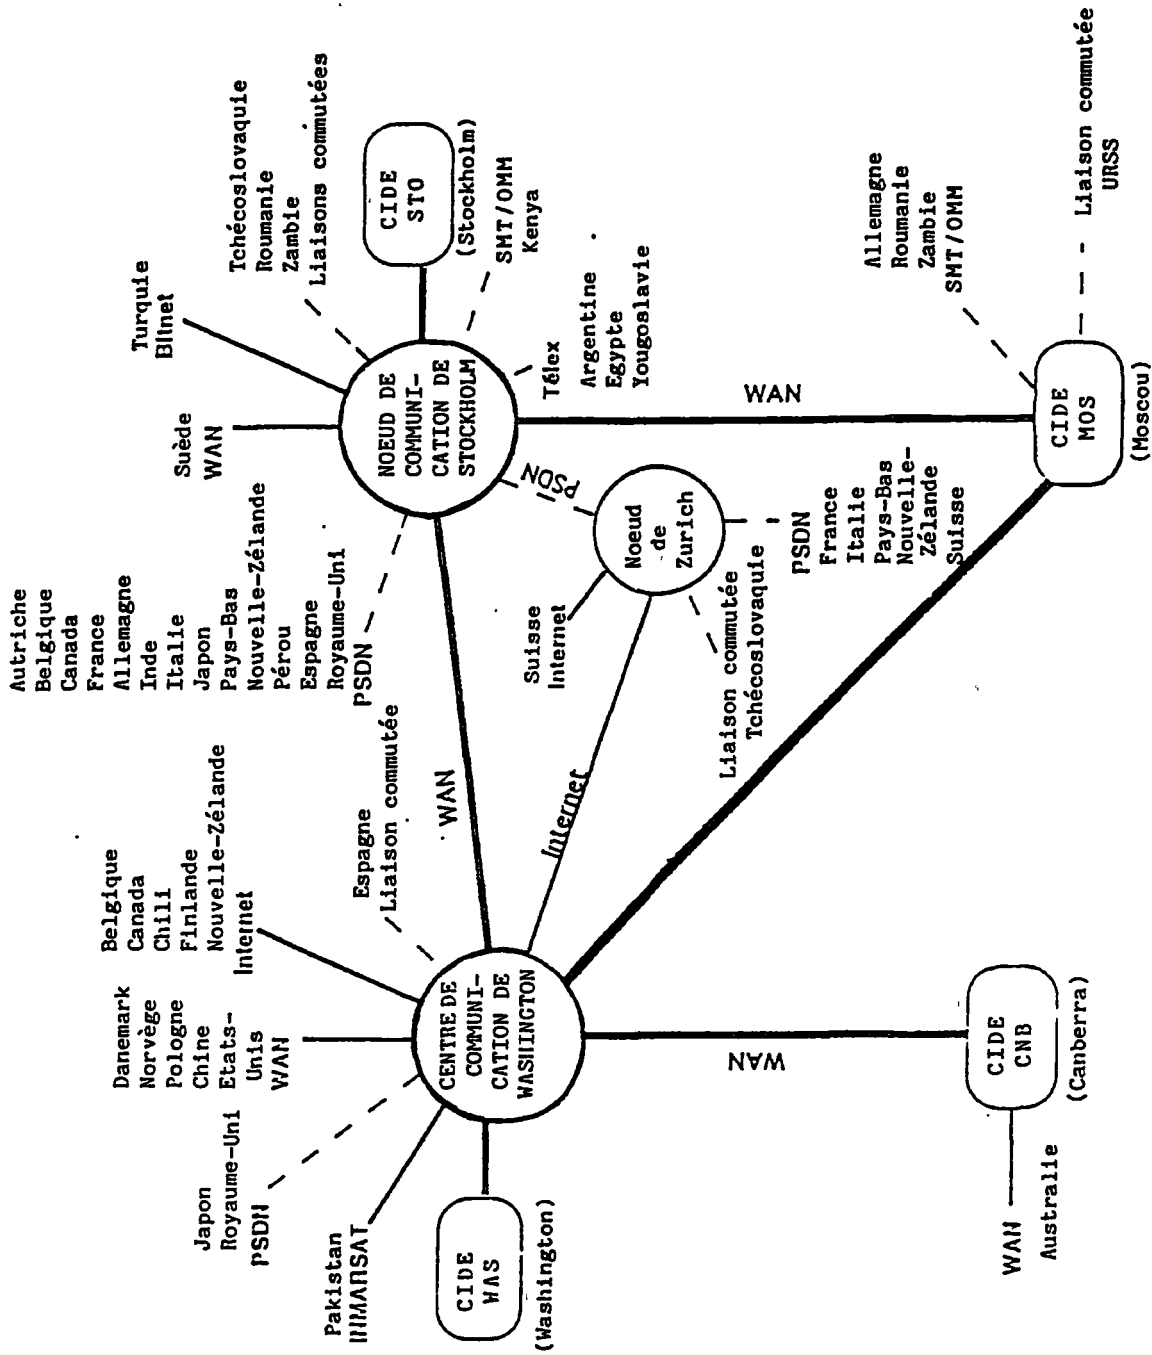 Pakistan
INMARSAT
Japon
Royaume-Uni
PSDN
Danemark
Norvège
Pologne
Chine
Etats-
Unis
WAN
Belgique
Canada
Chili
Finlande
Nouvelle-Zélande
Internet
Espagne
Liaison commutée
Autriche
Belgique
Canada
France
Allemagne
Inde
Italie
Japon
Pays-Bas
Nouvelle-Zélande
Pérou
Espagne
Royaume-Uni
PSDN
Suède
WAN
Turquie
Bitnet
Tchécoslovaquie
Roumanie
Zambie
Liaisons commutées
CIDE
WAS
(Washington)
CENTRE DE
COMMUNI-
CATION DE
WASHINGTON
WAN
NOEUD DE
COMMUNI-
CATION DE
STOCKHOLM
CIDE
STO
(Stockholm)
SMT/OMM
Kenya
Télex
Argentine
Egypte
Yougoslavie
PSDN
Suisse
Internet
Noeud
de
Zurich
Internet
Liaison commutée
Tchécoslovaquie
PSDN
France
Italie
Pays-Bas
Nouvelle-
Zélande
Suisse
WAN
WAN
Allemagne
Roumanie
Zambie
SMT/OMM
WAN
Australie
CIDE
CNB
(Canberra)
CIDE
MOS
(Moscou)
Liaison commutée
URSS